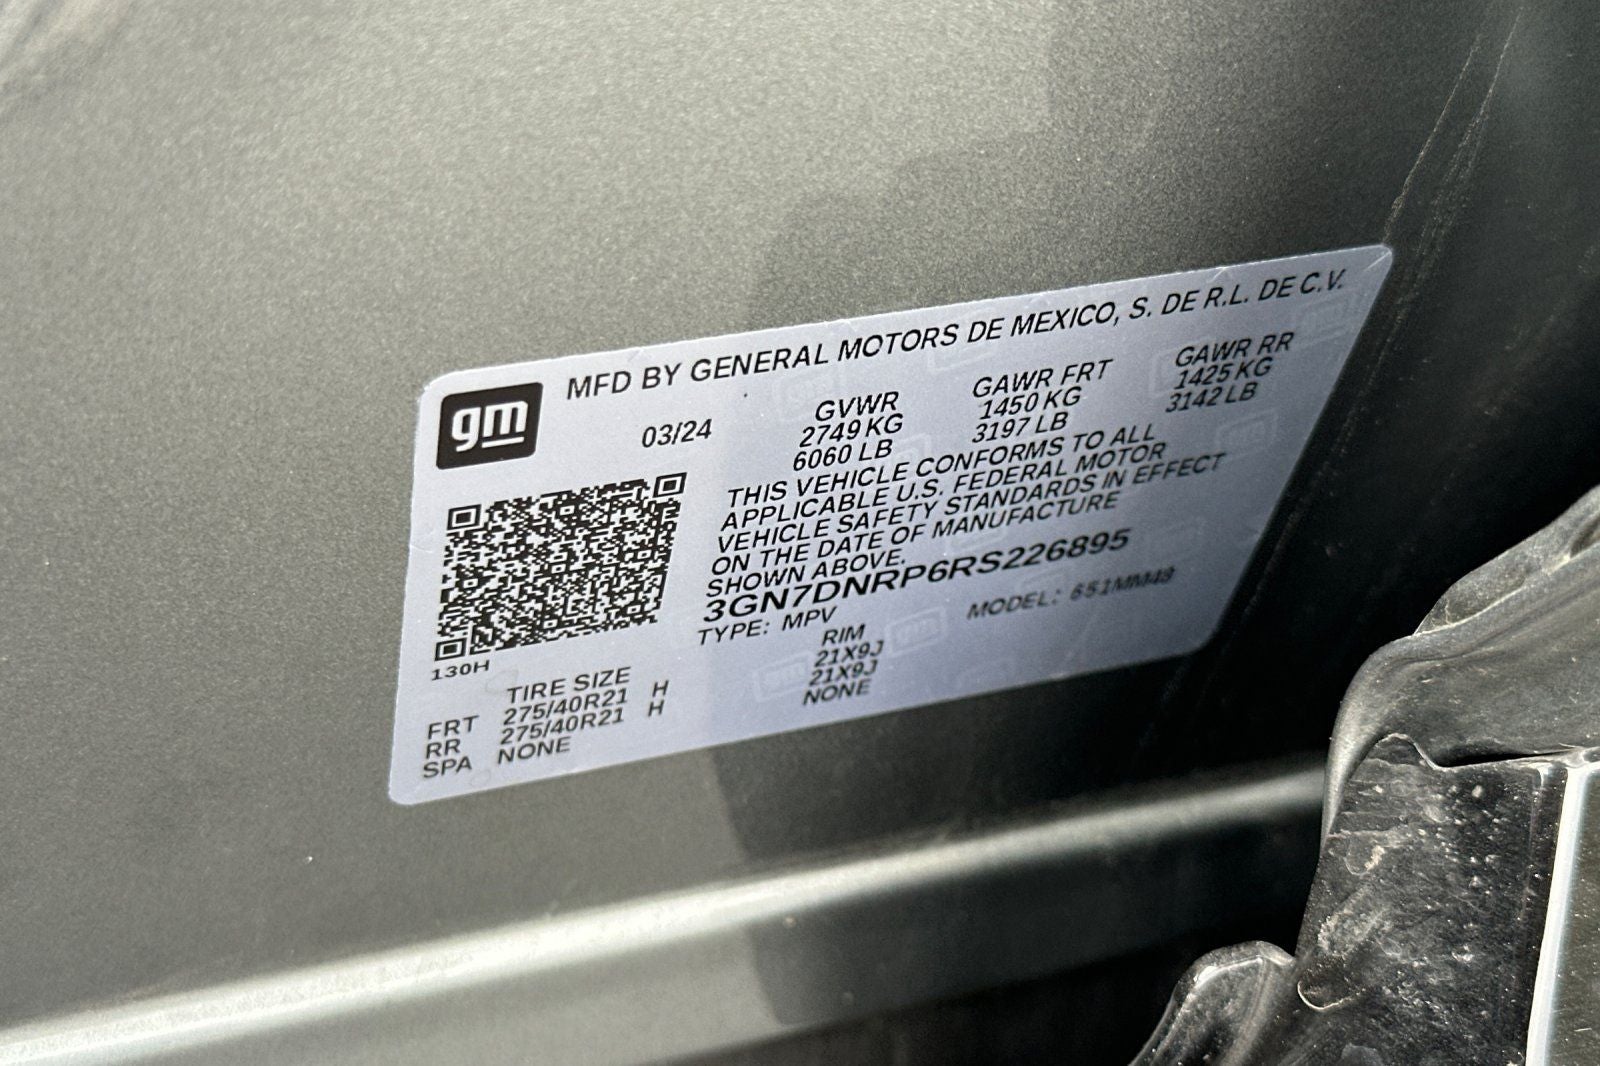 MFD BY GENERAL MOTORS DE MEXICO, S. DE R.L. DE C.V.
gm
03/24
GVWR GAWR FRT GAWR RR
2749 KG 1450 KG 1425 KG
6060 LB 3197 LB 3142 LB
THIS VEHICLE CONFORMS TO ALL
APPLICABLE U.S. FEDERAL MOTOR
VEHICLE SAFETY STANDARDS IN EFFECT
ON THE DATE OF MANUFACTURE
SHOWN ABOVE.
3GN7DNRP6RS226895
TYPE: MPV MODEL: 651MM48
130H
TIRE SIZE RIM
FRT 275/40R21 H 21X9J
RR 275/40R21 H 21X9J
SPA NONE NONE